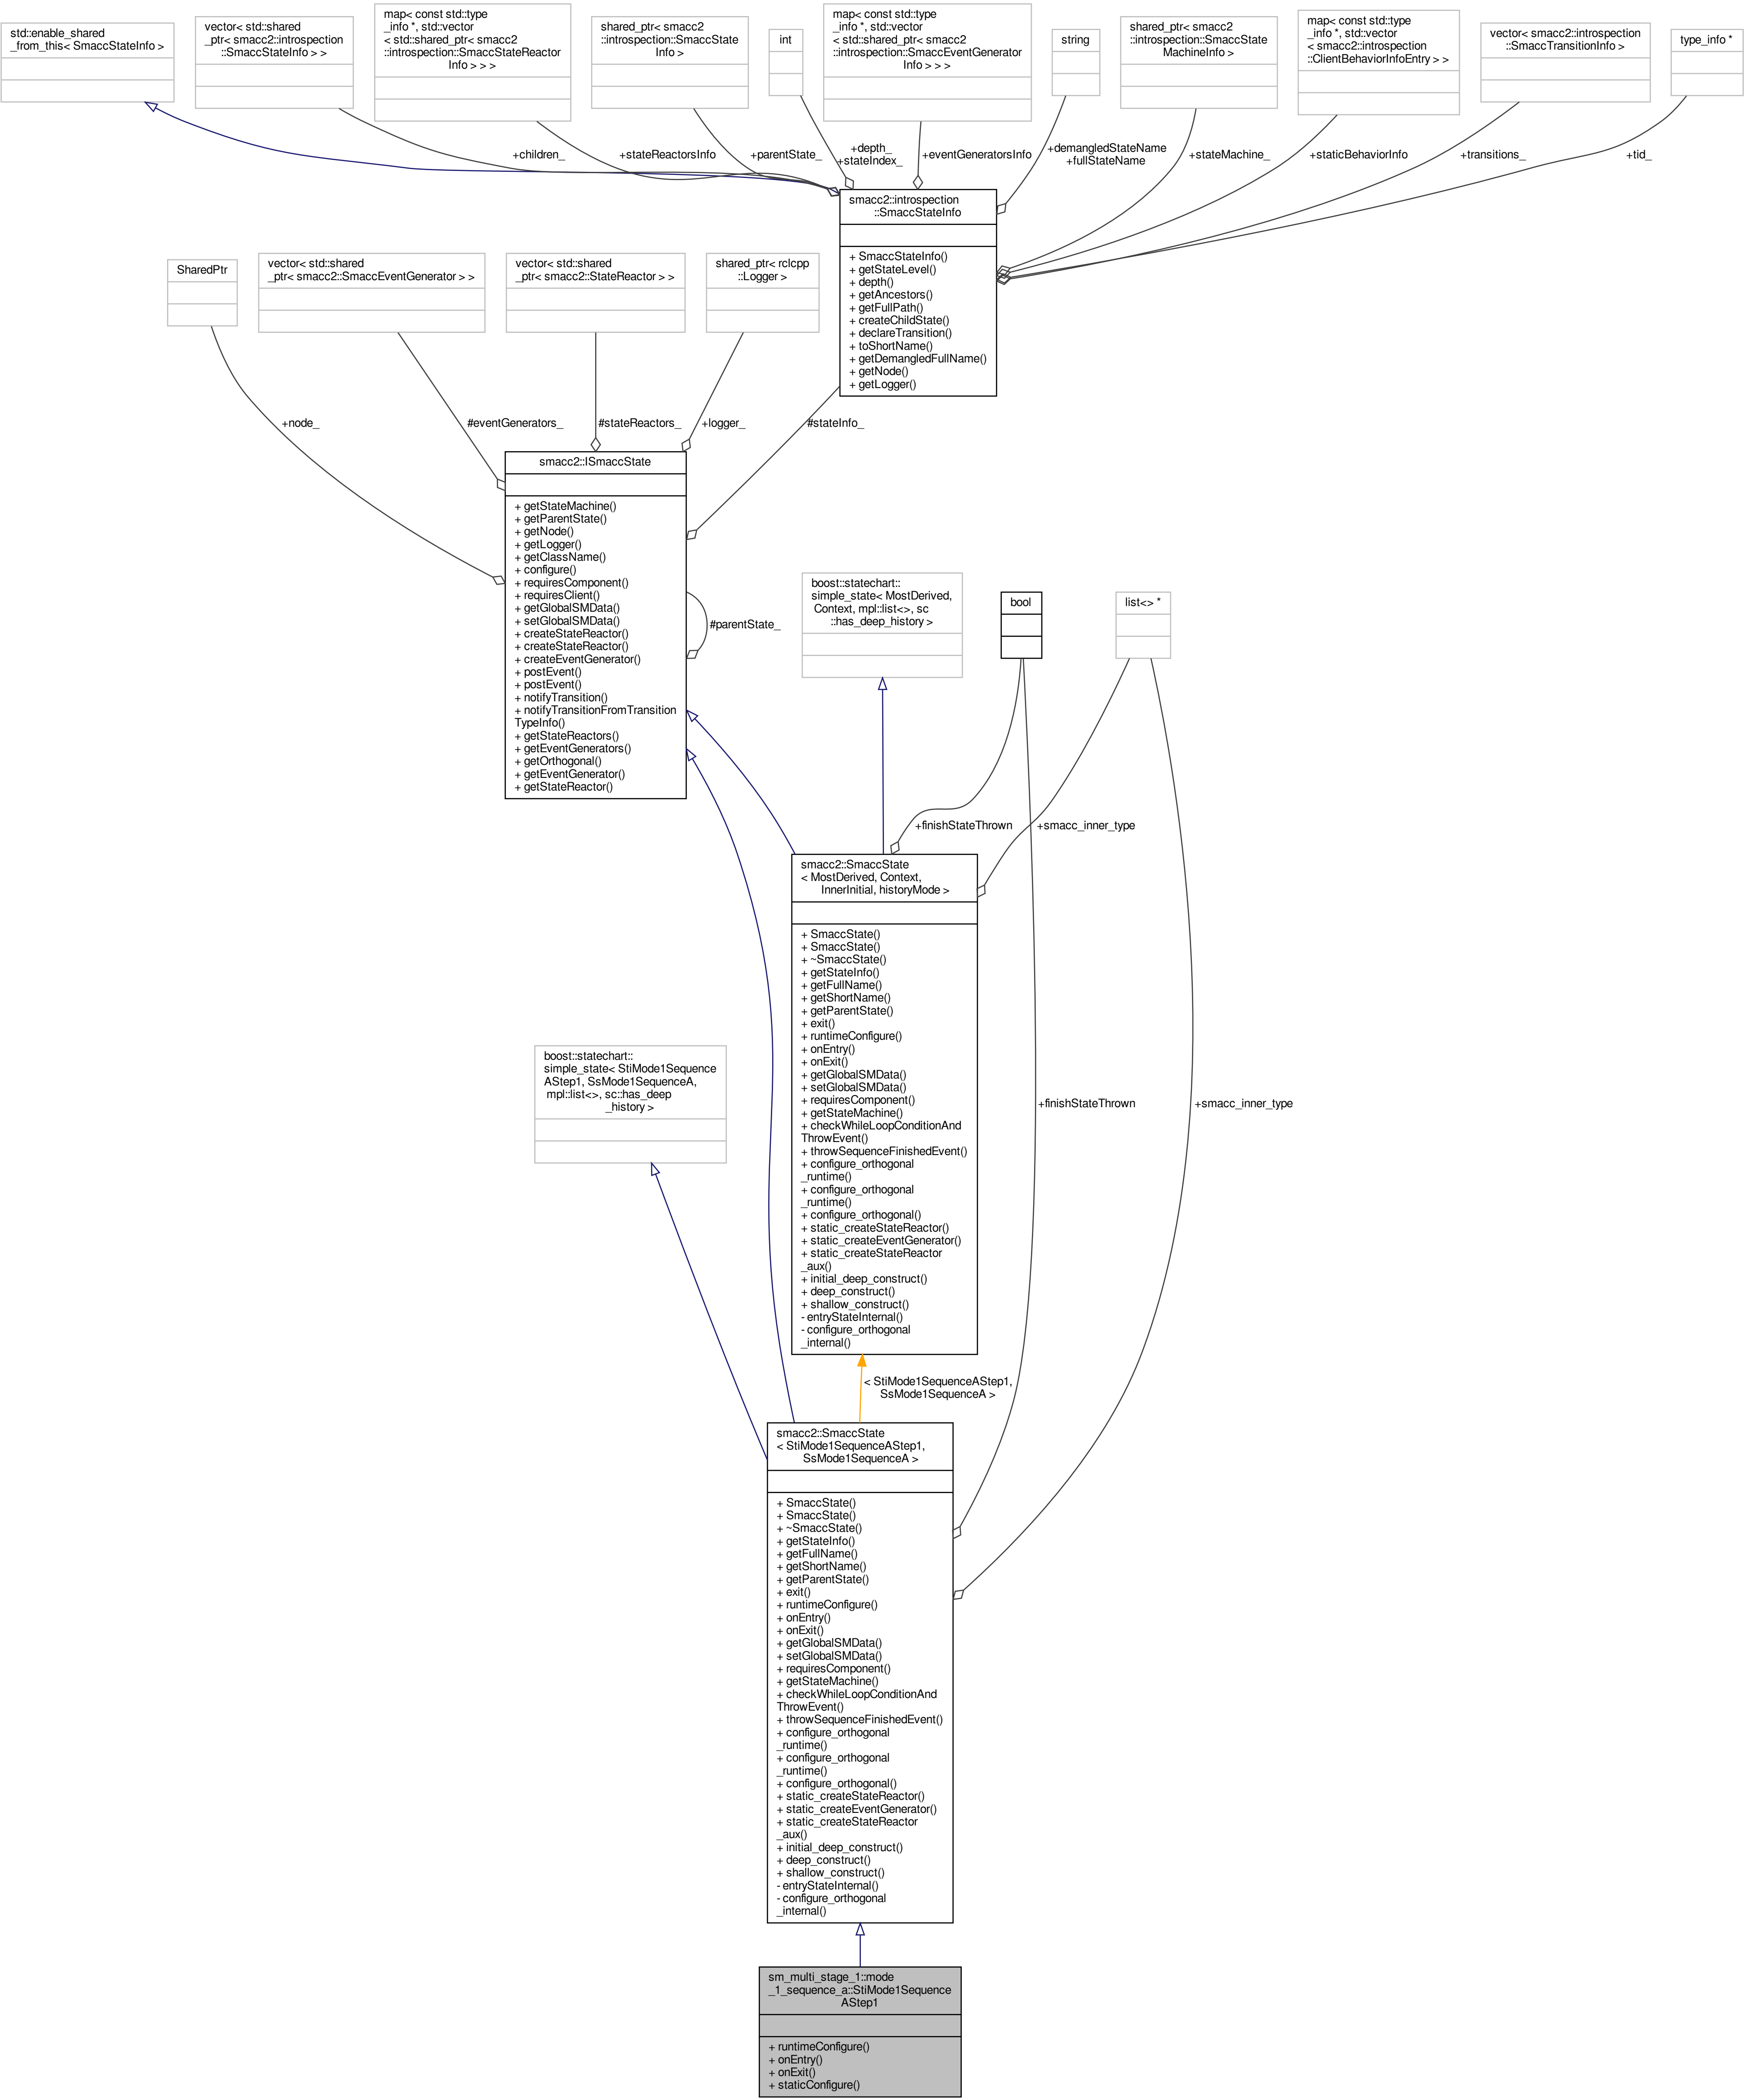 std::enable_shared
_from_this< SmaccStateInfo >
vector< std::shared
_ptr< smacc2::introspection
::SmaccStateInfo > >
map< const std::type
_info *, std::vector
< std::shared_ptr< smacc2
::introspection::SmaccStateReactor
Info > > >
shared_ptr< smacc2
::introspection::SmaccState
Info >
int
map< const std::type
_info *, std::vector
< std::shared_ptr< smacc2
::introspection::SmaccEventGenerator
Info > > >
string
shared_ptr< smacc2
::introspection::SmaccState
MachineInfo >
map< const std::type
_info *, std::vector
< smacc2::introspection
::ClientBehaviorInfoEntry > >
vector< smacc2::introspection
::SmaccTransitionInfo >
type_info *
+children_
+stateReactorsInfo
+parentState_
+depth_
+stateIndex_
+eventGeneratorsInfo
+demangledStateName
+fullStateName
+stateMachine_
+staticBehaviorInfo
+transitions_
+tid_
smacc2::introspection
::SmaccStateInfo
+ SmaccStateInfo()
+ getStateLevel()
+ depth()
+ getAncestors()
+ getFullPath()
+ createChildState()
+ declareTransition()
+ toShortName()
+ getDemangledFullName()
+ getNode()
+ getLogger()
SharedPtr
vector< std::shared
_ptr< smacc2::SmaccEventGenerator > >
vector< std::shared
_ptr< smacc2::StateReactor > >
shared_ptr< rclcpp
::Logger >
+node_
#eventGenerators_
#stateReactors_
+logger_
#stateInfo_
smacc2::ISmaccState
+ getStateMachine()
+ getParentState()
+ getNode()
+ getLogger()
+ getClassName()
+ configure()
+ requiresComponent()
+ requiresClient()
+ getGlobalSMData()
+ setGlobalSMData()
+ createStateReactor()
+ createStateReactor()
+ createEventGenerator()
+ postEvent()
+ postEvent()
+ notifyTransition()
+ notifyTransitionFromTransition
TypeInfo()
+ getStateReactors()
+ getEventGenerators()
+ getOrthogonal()
+ getEventGenerator()
+ getStateReactor()
#parentState_
boost::statechart::
simple_state< MostDerived,
Context, mpl::list<>, sc
::has_deep_history >
bool
list<> *
+finishStateThrown
+smacc_inner_type
smacc2::SmaccState
< MostDerived, Context,
InnerInitial, historyMode >
+ SmaccState()
+ SmaccState()
+ ~SmaccState()
+ getStateInfo()
+ getFullName()
+ getShortName()
+ getParentState()
+ exit()
+ runtimeConfigure()
+ onEntry()
+ onExit()
+ getGlobalSMData()
+ setGlobalSMData()
+ requiresComponent()
+ getStateMachine()
+ checkWhileLoopConditionAnd
ThrowEvent()
+ throwSequenceFinishedEvent()
+ configure_orthogonal
_runtime()
+ configure_orthogonal
_runtime()
+ configure_orthogonal()
+ static_createStateReactor()
+ static_createEventGenerator()
+ static_createStateReactor
_aux()
+ initial_deep_construct()
+ deep_construct()
+ shallow_construct()
- entryStateInternal()
- configure_orthogonal
_internal()
boost::statechart::
simple_state< StiMode1Sequence
AStep1, SsMode1SequenceA,
mpl::list<>, sc::has_deep
_history >
+finishStateThrown
+smacc_inner_type
< StiMode1SequenceAStep1,
SsMode1SequenceA >
smacc2::SmaccState
< StiMode1SequenceAStep1,
SsMode1SequenceA >
+ SmaccState()
+ SmaccState()
+ ~SmaccState()
+ getStateInfo()
+ getFullName()
+ getShortName()
+ getParentState()
+ exit()
+ runtimeConfigure()
+ onEntry()
+ onExit()
+ getGlobalSMData()
+ setGlobalSMData()
+ requiresComponent()
+ getStateMachine()
+ checkWhileLoopConditionAnd
ThrowEvent()
+ throwSequenceFinishedEvent()
+ configure_orthogonal
_runtime()
+ configure_orthogonal
_runtime()
+ configure_orthogonal()
+ static_createStateReactor()
+ static_createEventGenerator()
+ static_createStateReactor
_aux()
+ initial_deep_construct()
+ deep_construct()
+ shallow_construct()
- entryStateInternal()
- configure_orthogonal
_internal()
sm_multi_stage_1::mode
_1_sequence_a::StiMode1Sequence
AStep1
+ runtimeConfigure()
+ onEntry()
+ onExit()
+ staticConfigure()